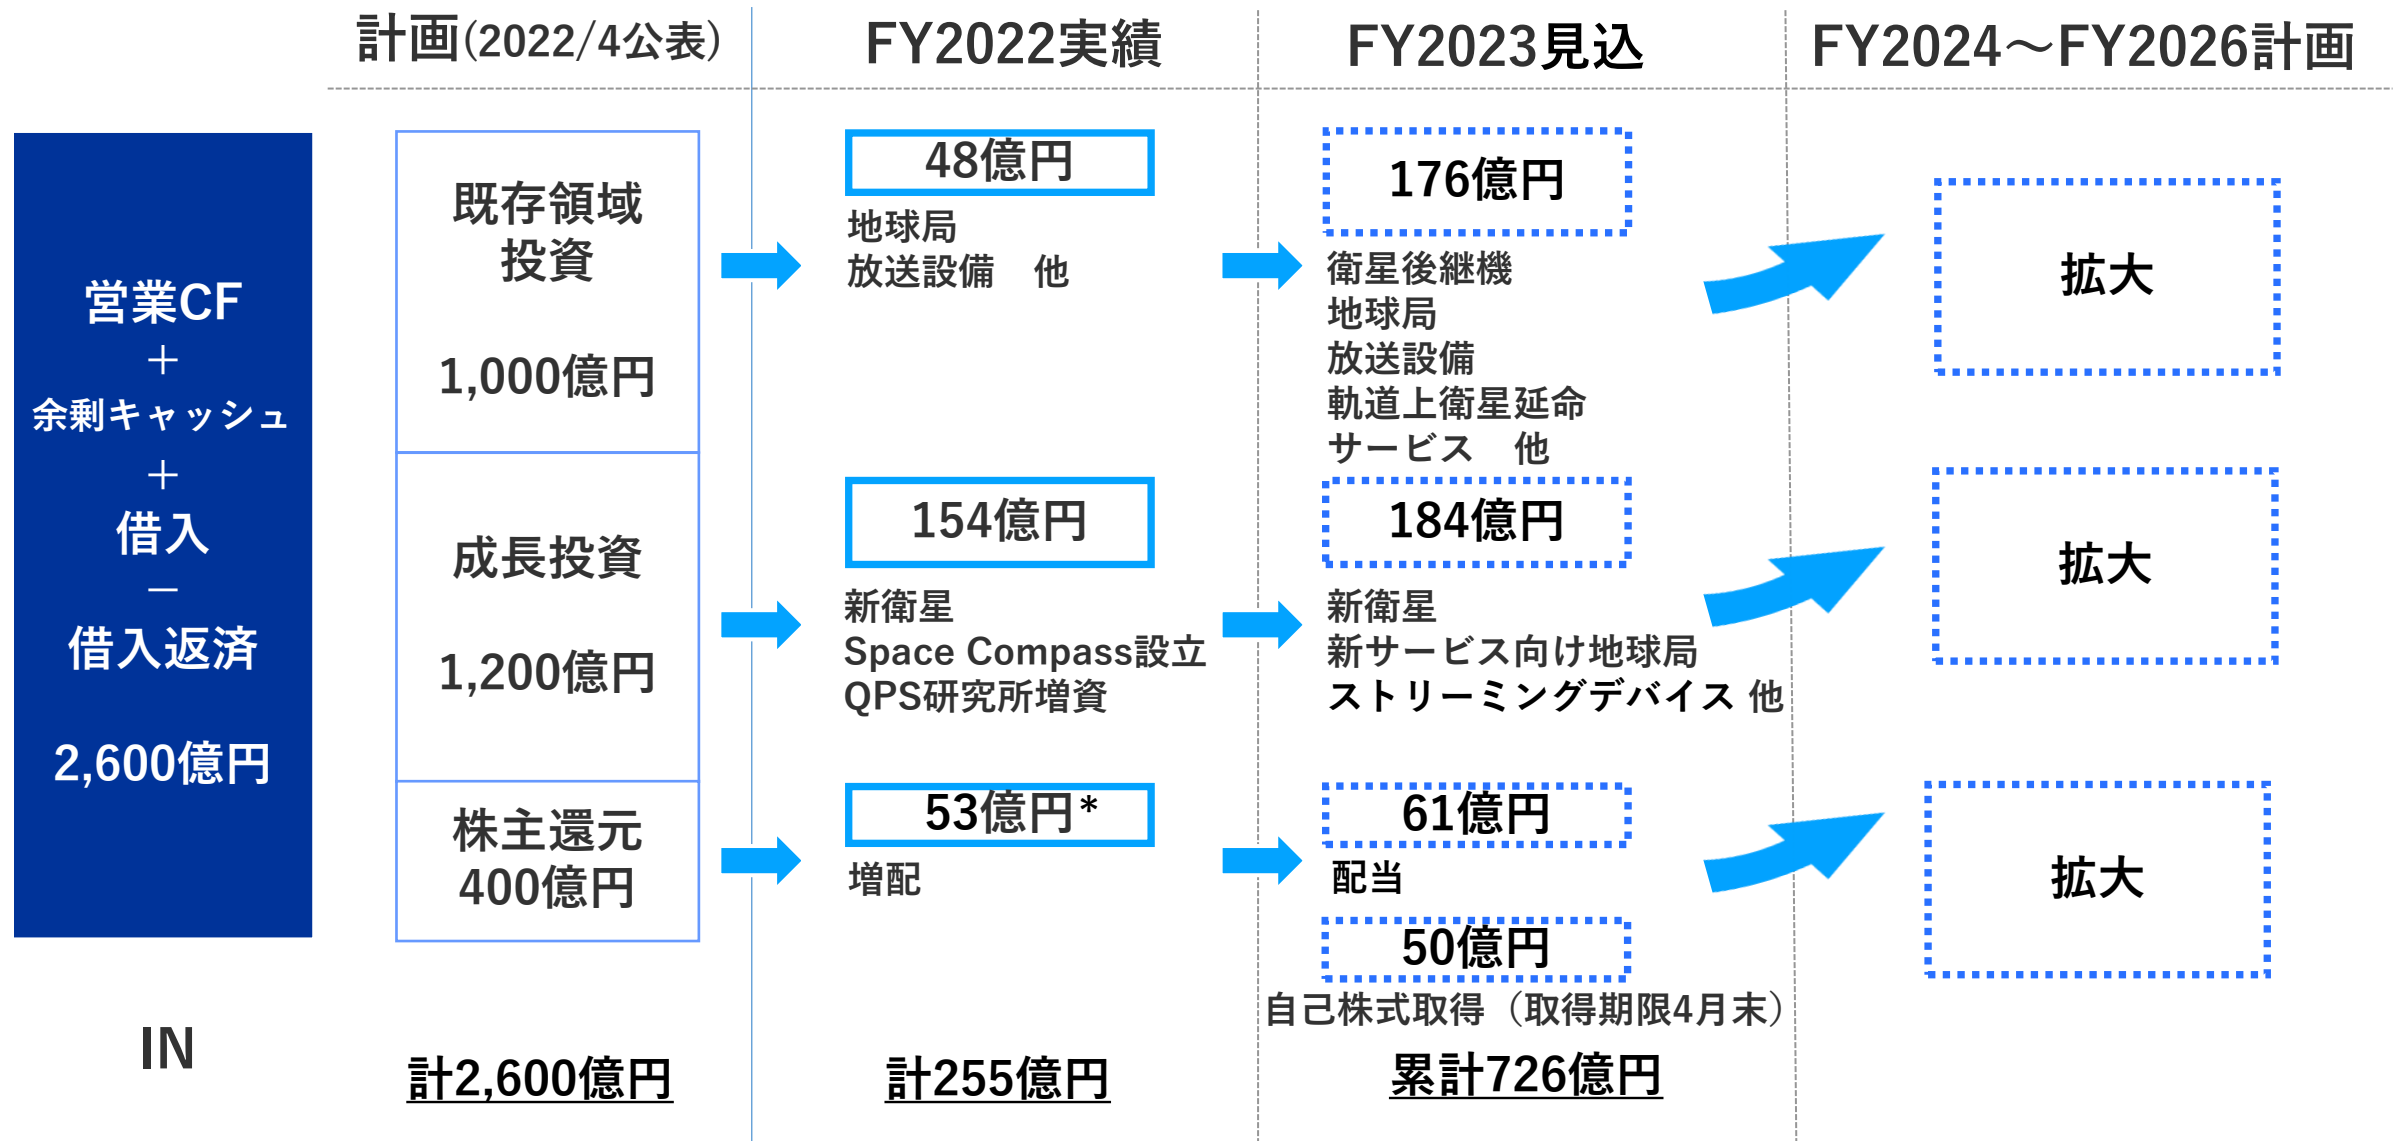 計画(2022/4公表)
FY2022実績
FY2023見込
FY2024～FY2026計画
営業CF
＋
余剰キャッシュ
＋
借入
－
借入返済
2,600億円
IN
既存領域
投資
1,000億円
成長投資
1,200億円
株主還元
400億円
計2,600億円
48億円
地球局
放送設備　他
154億円
新衛星
Space Compass設立
QPS研究所増資
53億円*
増配
計255億円
176億円
衛星後継機
地球局
放送設備
軌道上衛星延命
サービス　他
184億円
新衛星
新サービス向け地球局
ストリーミングデバイス 他
61億円
配当
50億円
自己株式取得（取得期限4月末）
累計726億円
拡大
拡大
拡大